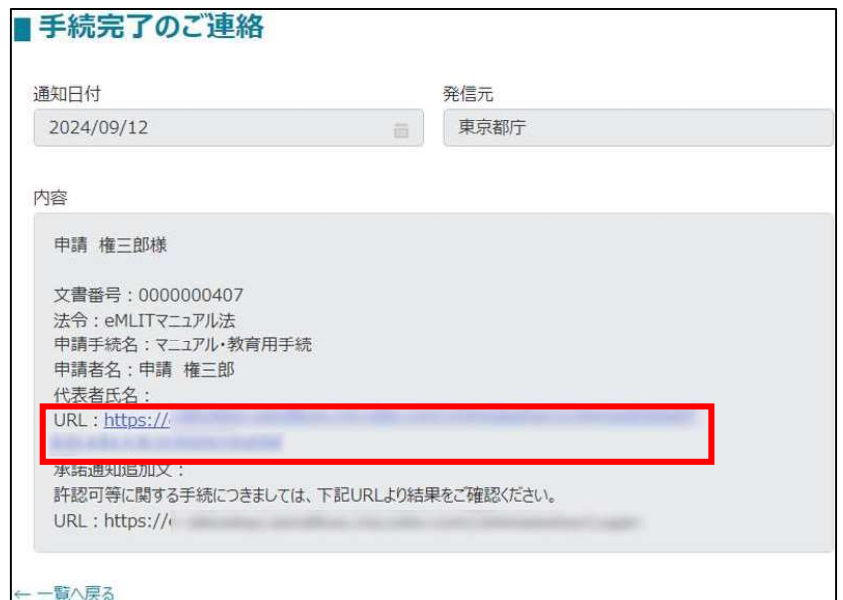 手続完了のご連絡
通知日付
発信元
2024/09/12
東京都庁
内容
申請 権三郎様
文書番号：0000000407
法令：eMLITマニュアル法
申請手続名：マニュアル・教育用手続
申請者名：申請 権三郎
代表者氏名：
URL：https://
承諾通知追加文：
許認可等に関する手続につきましては、下記URLより結果をご確認ください。
URL：https://
← 一覧へ戻る